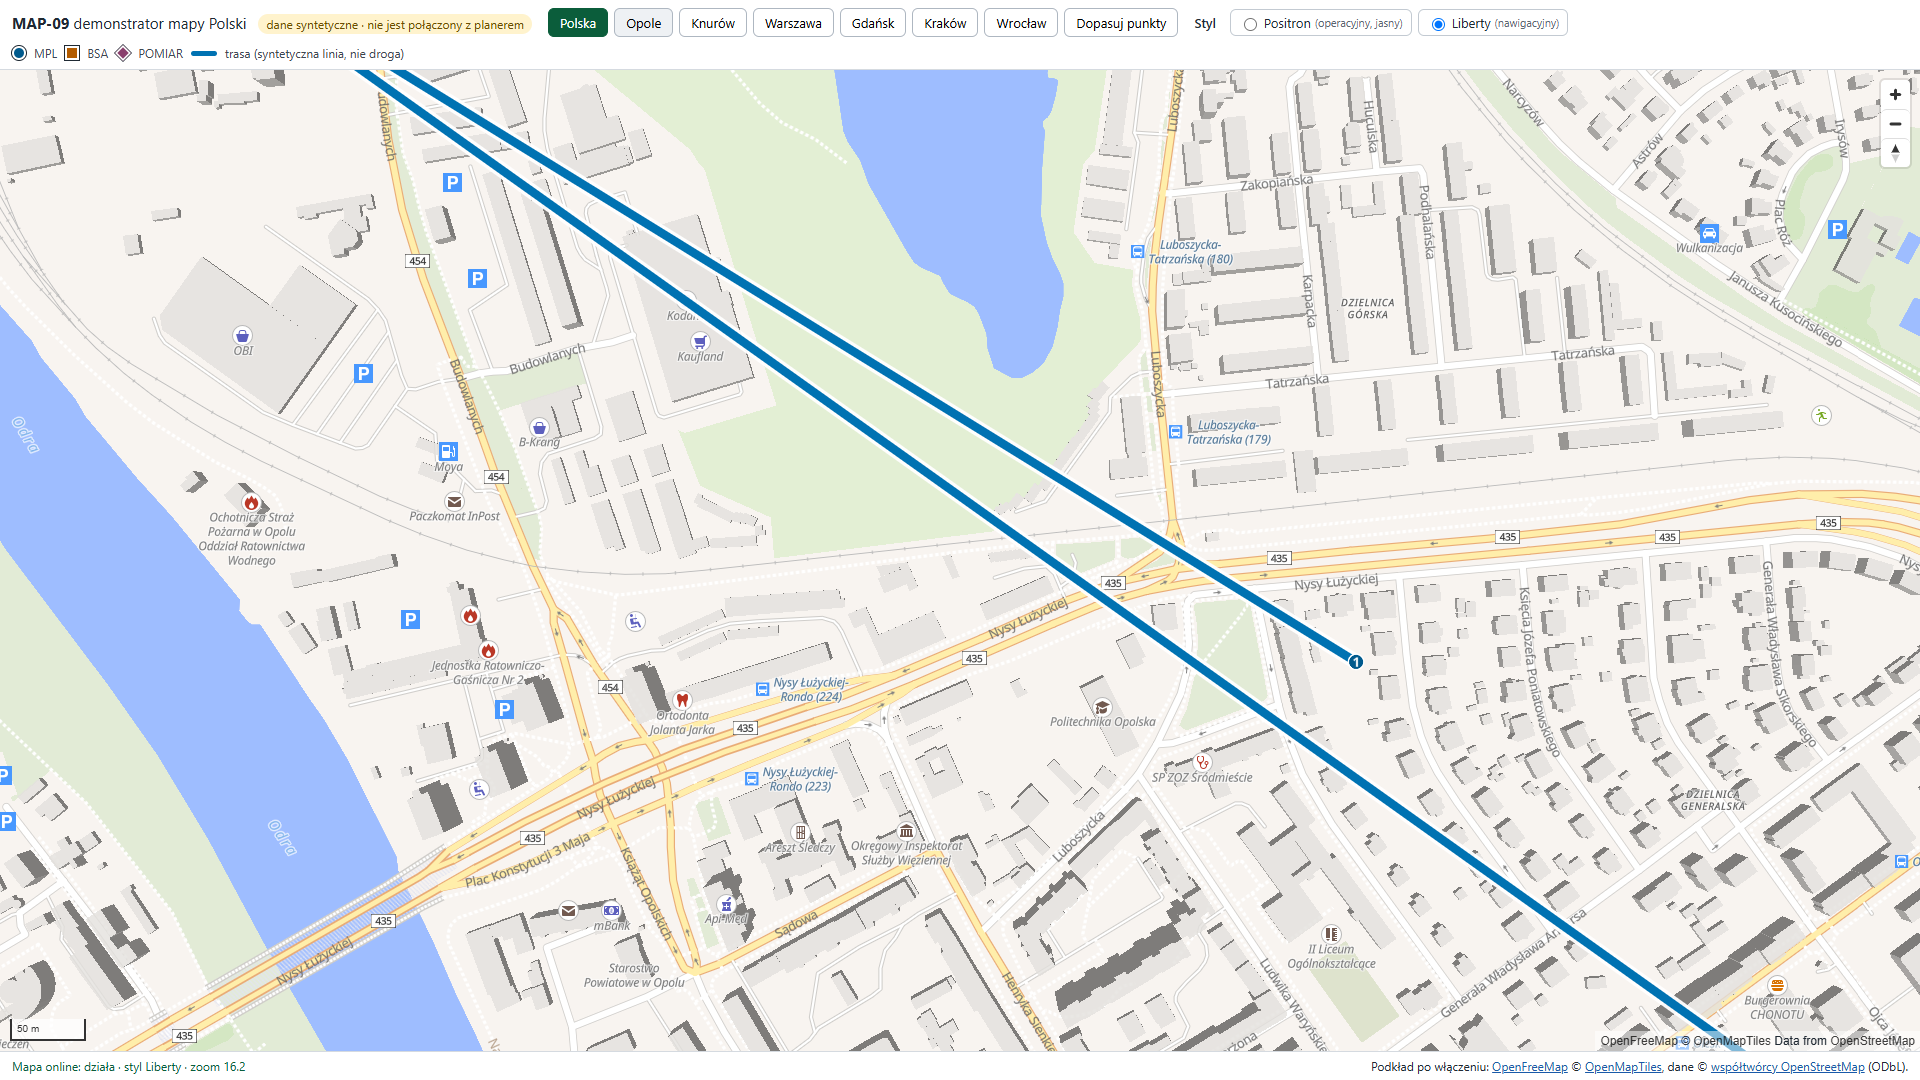 MAP-09 demonstrator mapy Polski
dane syntetyczne · nie jest połączony z planerem
Polska
Opole
Knurów
Warszawa
Gdańsk
Kraków
Wrocław
Dopasuj punkty
Styl
Positron (operacyjny, jasny)
Liberty (nawigacyjny)
MPL
BSA
POMIAR
trasa (syntetyczna linia, nie droga)
udowlanych
Luboszycka
Huculska
Narcyzów
Astrów
Irysów
Zakopiańska
Podhalańska
Plac Róż
Wulkanizacja
P
P
P
P
P
P
P
P
Luboszycka-
Tatrzańska (180)
454
Karpacka
DZIELNICA
GÓRSKA
Janusza Kusocińskiego
OBI
Kaufland
Budowlanych
Budowlanych
Luboszycka
Tatrzańska
Tatrzańska
Odra
B-Krang
Moya
454
Luboszycka-
Tatrzańska (179)
Paczkomat InPost
Ochotnicza Straż
Pożarna w Opolu
Oddział Ratownictwa
Wodnego
435
435
435
435
435
Nysy Łużyckiej
Nysy Łużyckiej
Księcia Józefa Poniatowskiego
Generała Władysława Sikorskiego
1
Jednostka Ratowniczo-
Gaśnicza Nr 2
435
454
Nysy Łużyckiej-
Rondo (224)
Ortodonta
Jolanta Jarka
435
Politechnika Opolska
Nysy Łużyckiej-
Rondo (223)
SP ZOZ Śródmieście
Nysy Łużyckiej
DZIELNICA
GENERALSKA
Odra
435
Plac Konstytucji 3 Maja
Areszt Śledczy
Okręgowy Inspektorat
Służby Więziennej
Luboszycka
Książąt Opolskich
Api-Med
mBank
Sądowa
435
Nysy Łużyckiej
II Liceum
Ogólnokształcące
Starostwo
Powiatowe w Opolu
Burgerownia
CHONOTU
50 m
435
OpenFreeMap © OpenMapTiles Data from OpenStreetMap
Mapa online: działa · styl Liberty · zoom 16.2
Podkład po włączeniu: OpenFreeMap © OpenMapTiles, dane © współtwórcy OpenStreetMap (ODbL).